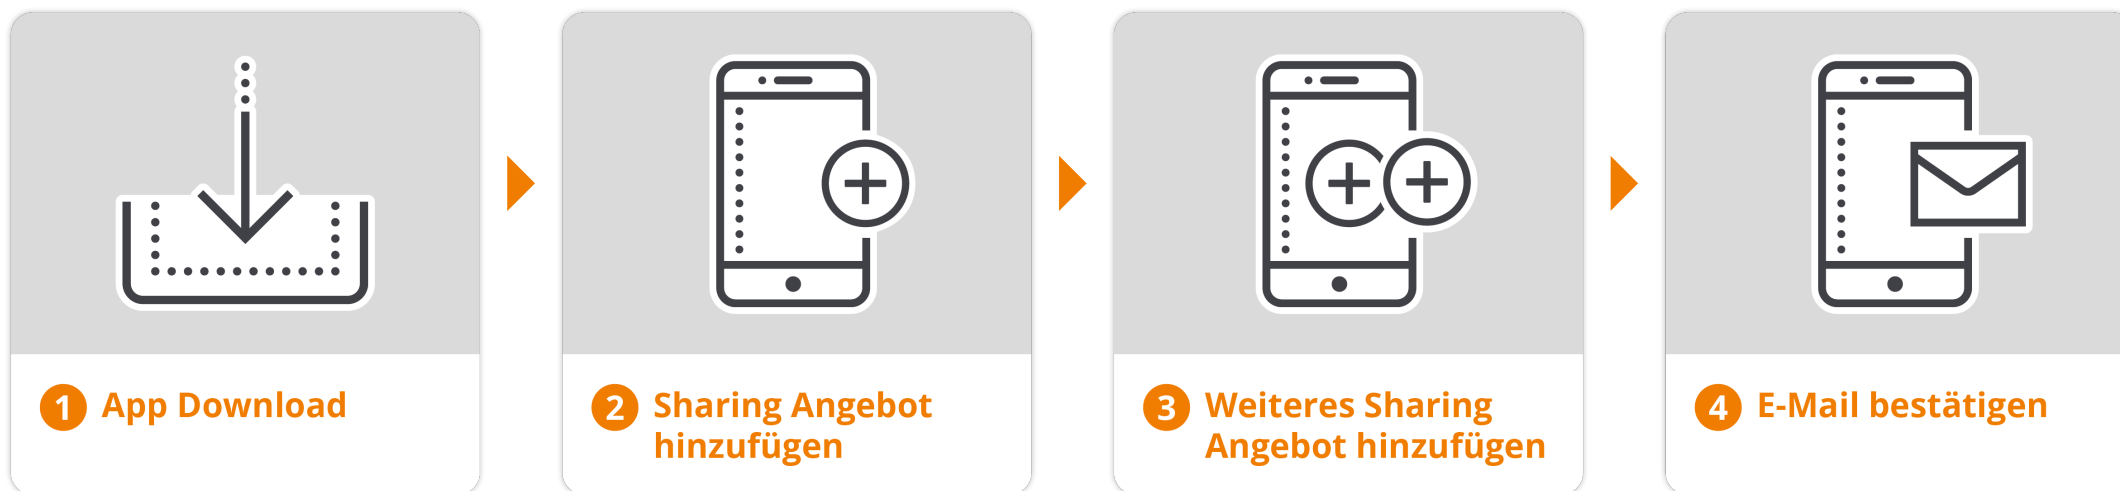 1 App Download
2 Sharing Angebot
hinzufügen
3 Weiteres Sharing
Angebot hinzufügen
4 E-Mail bestätigen